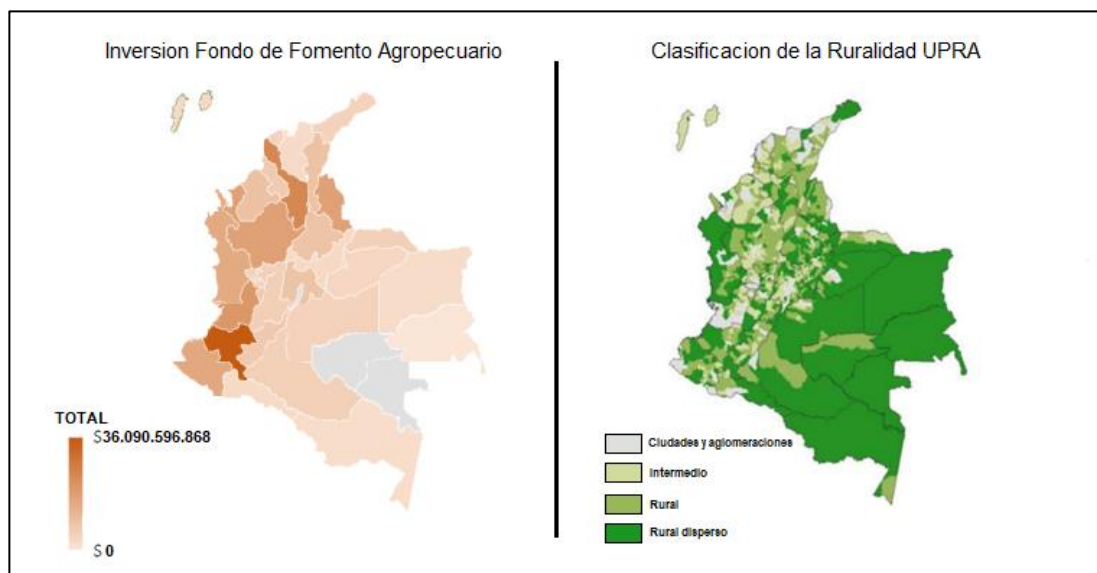 Inversion Fondo de Fomento Agropecuario
Clasificacion de la Ruralidad UPRA
TOTAL
$36.090.596.868
$ 0
Ciudades y aglomeraciones
Intermedio
Rural
Rural disperso